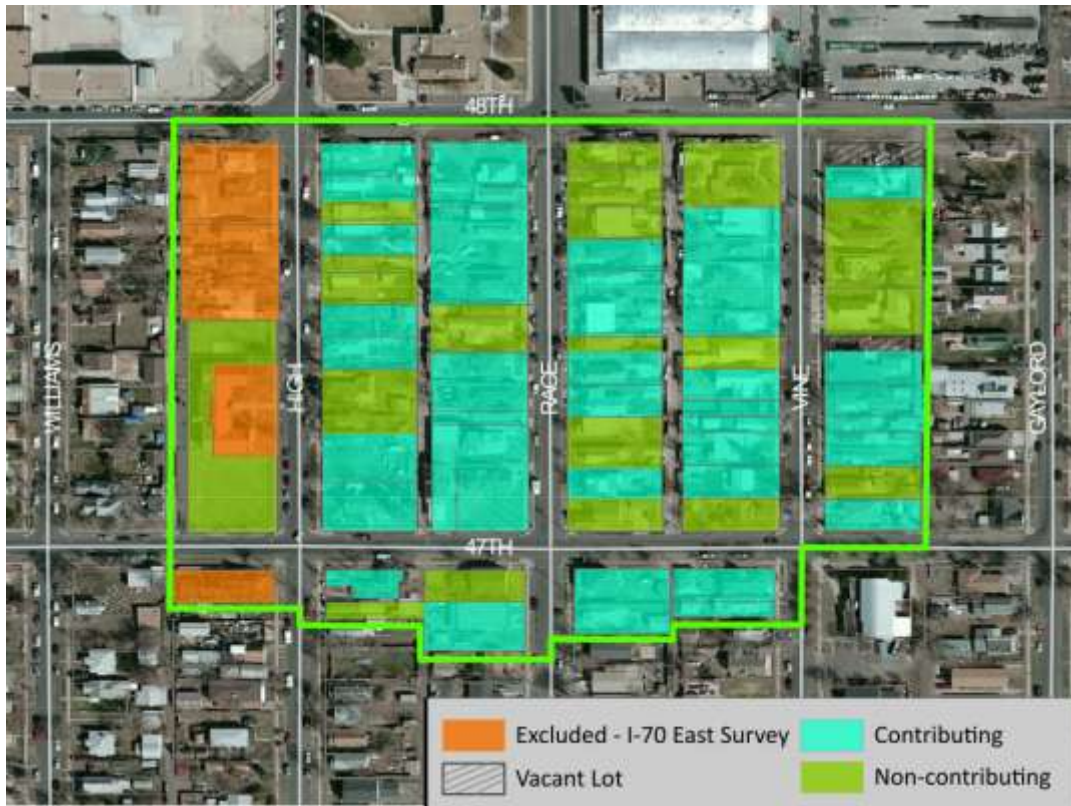 48TH
WILLIAMS
HIGH
RACE
VINE
GAYLORD
47TH
Excluded - I-70 East Survey
Contributing
Vacant Lot
Non-contributing